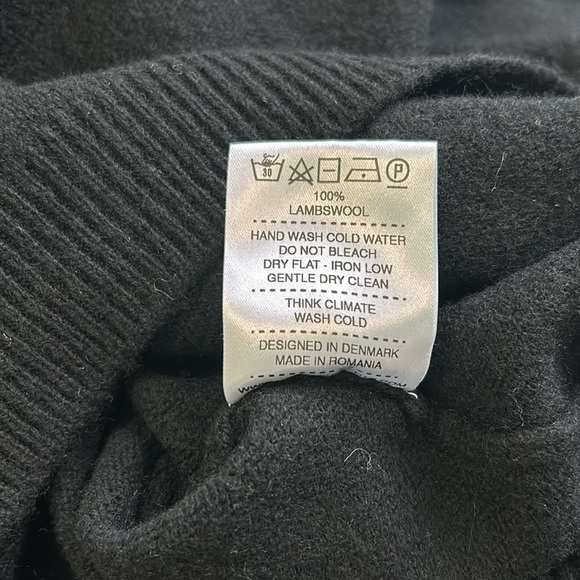 30 P
100%
LAMBSWOOL
HAND WASH COLD WATER
DO NOT BLEACH
DRY FLAT - IRON LOW
GENTLE DRY CLEAN
THINK CLIMATE
WASH COLD
DESIGNED IN DENMARK
MADE IN ROMANIA